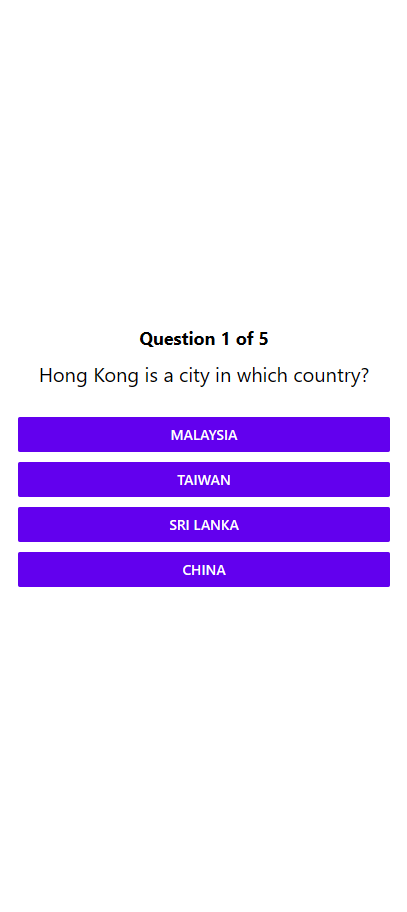 Question 1 of 5
Hong Kong is a city in which country?
MALAYSIA
TAIWAN
SRI LANKA
CHINA